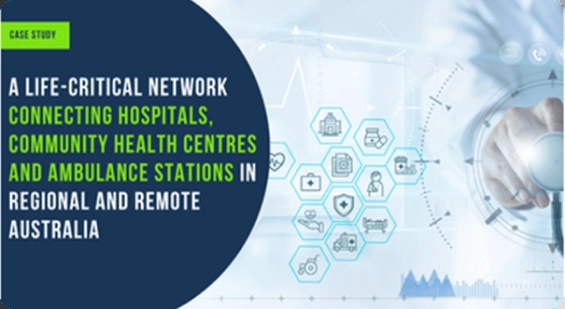 CASE STUDY
A LIFE-CRITICAL NETWORK
CONNECTING HOSPITALS,
COMMUNITY HEALTH CENTRES
AND AMBULANCE STATIONS IN
REGIONAL AND REMOTE
AUSTRALIA